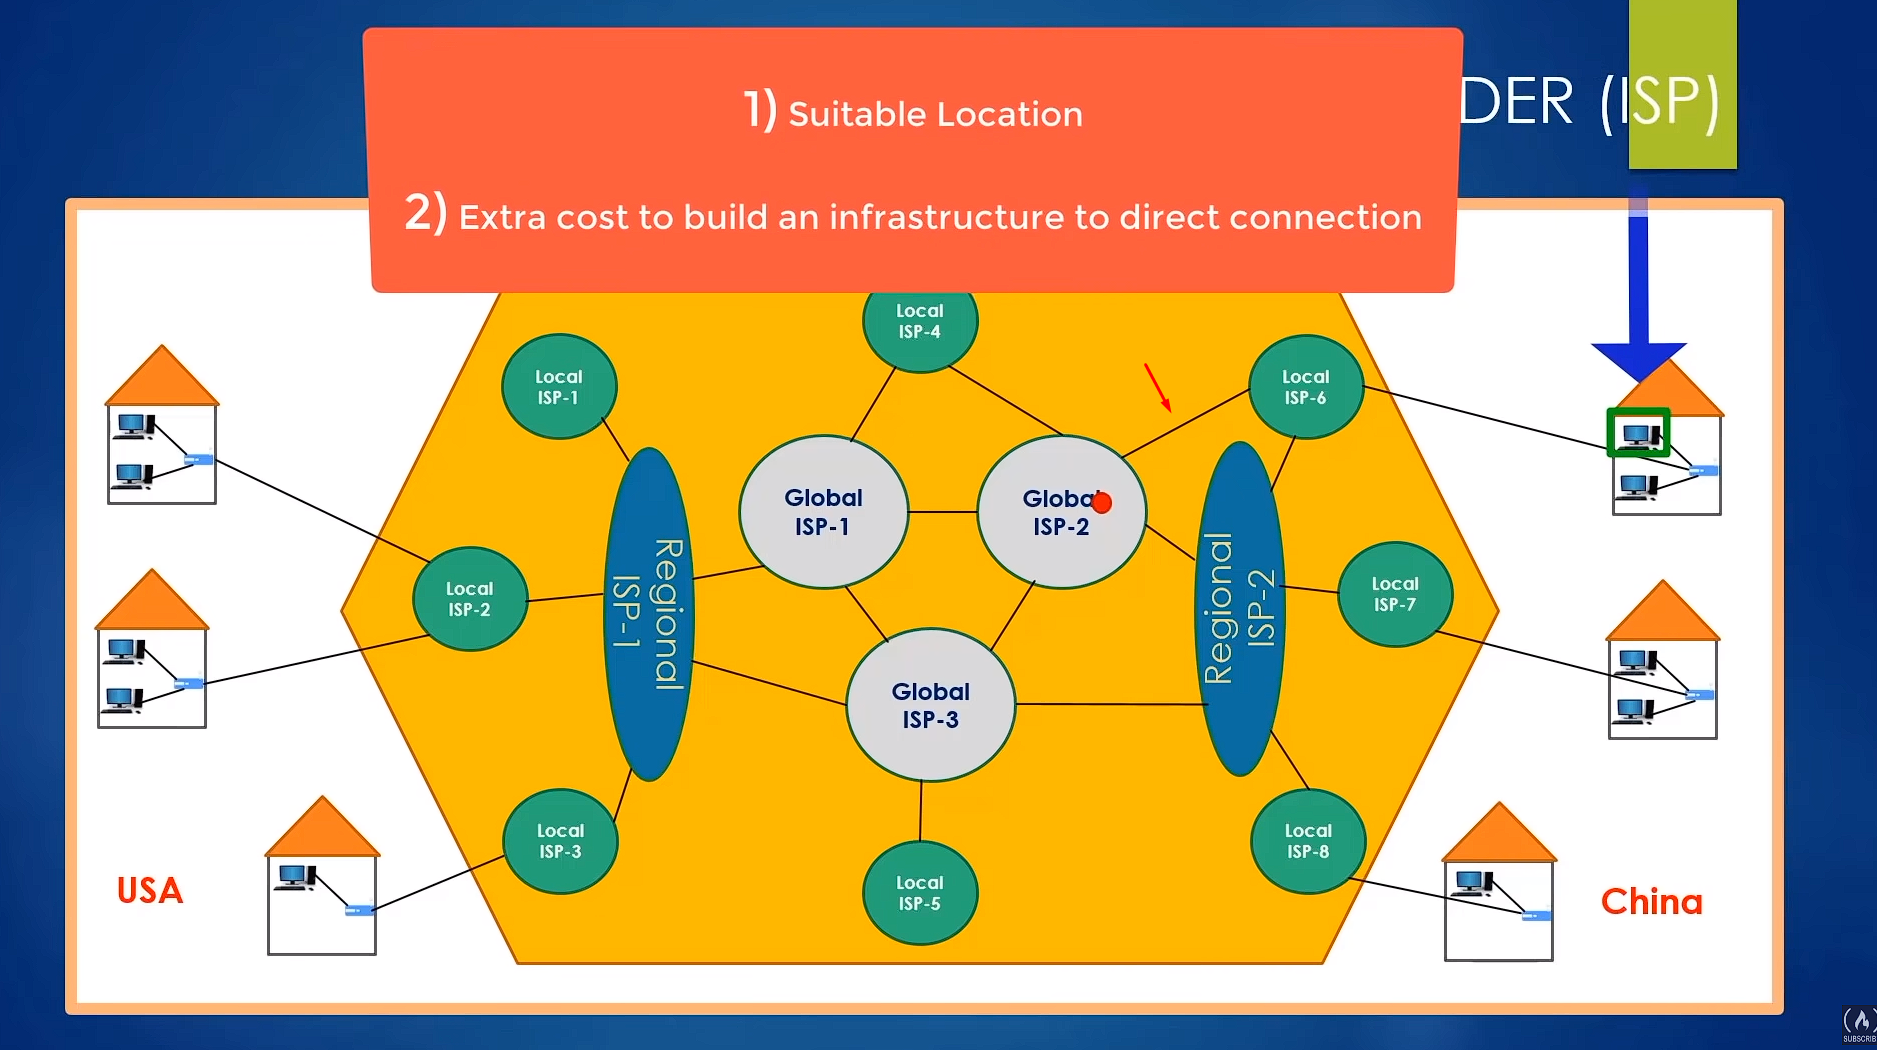 1) Suitable Location
2) Extra cost to build an infrastructure to direct connection
DER (ISP)
Local
ISP-4
Local
ISP-1
Local
ISP-6
Global
ISP-1
Global
ISP-2
Local
ISP-2
Regional
ISP-1
Regional
ISP-2
Local
ISP-7
Global
ISP-3
Local
ISP-3
Local
ISP-8
Local
ISP-5
USA
China
SUBSCRIB